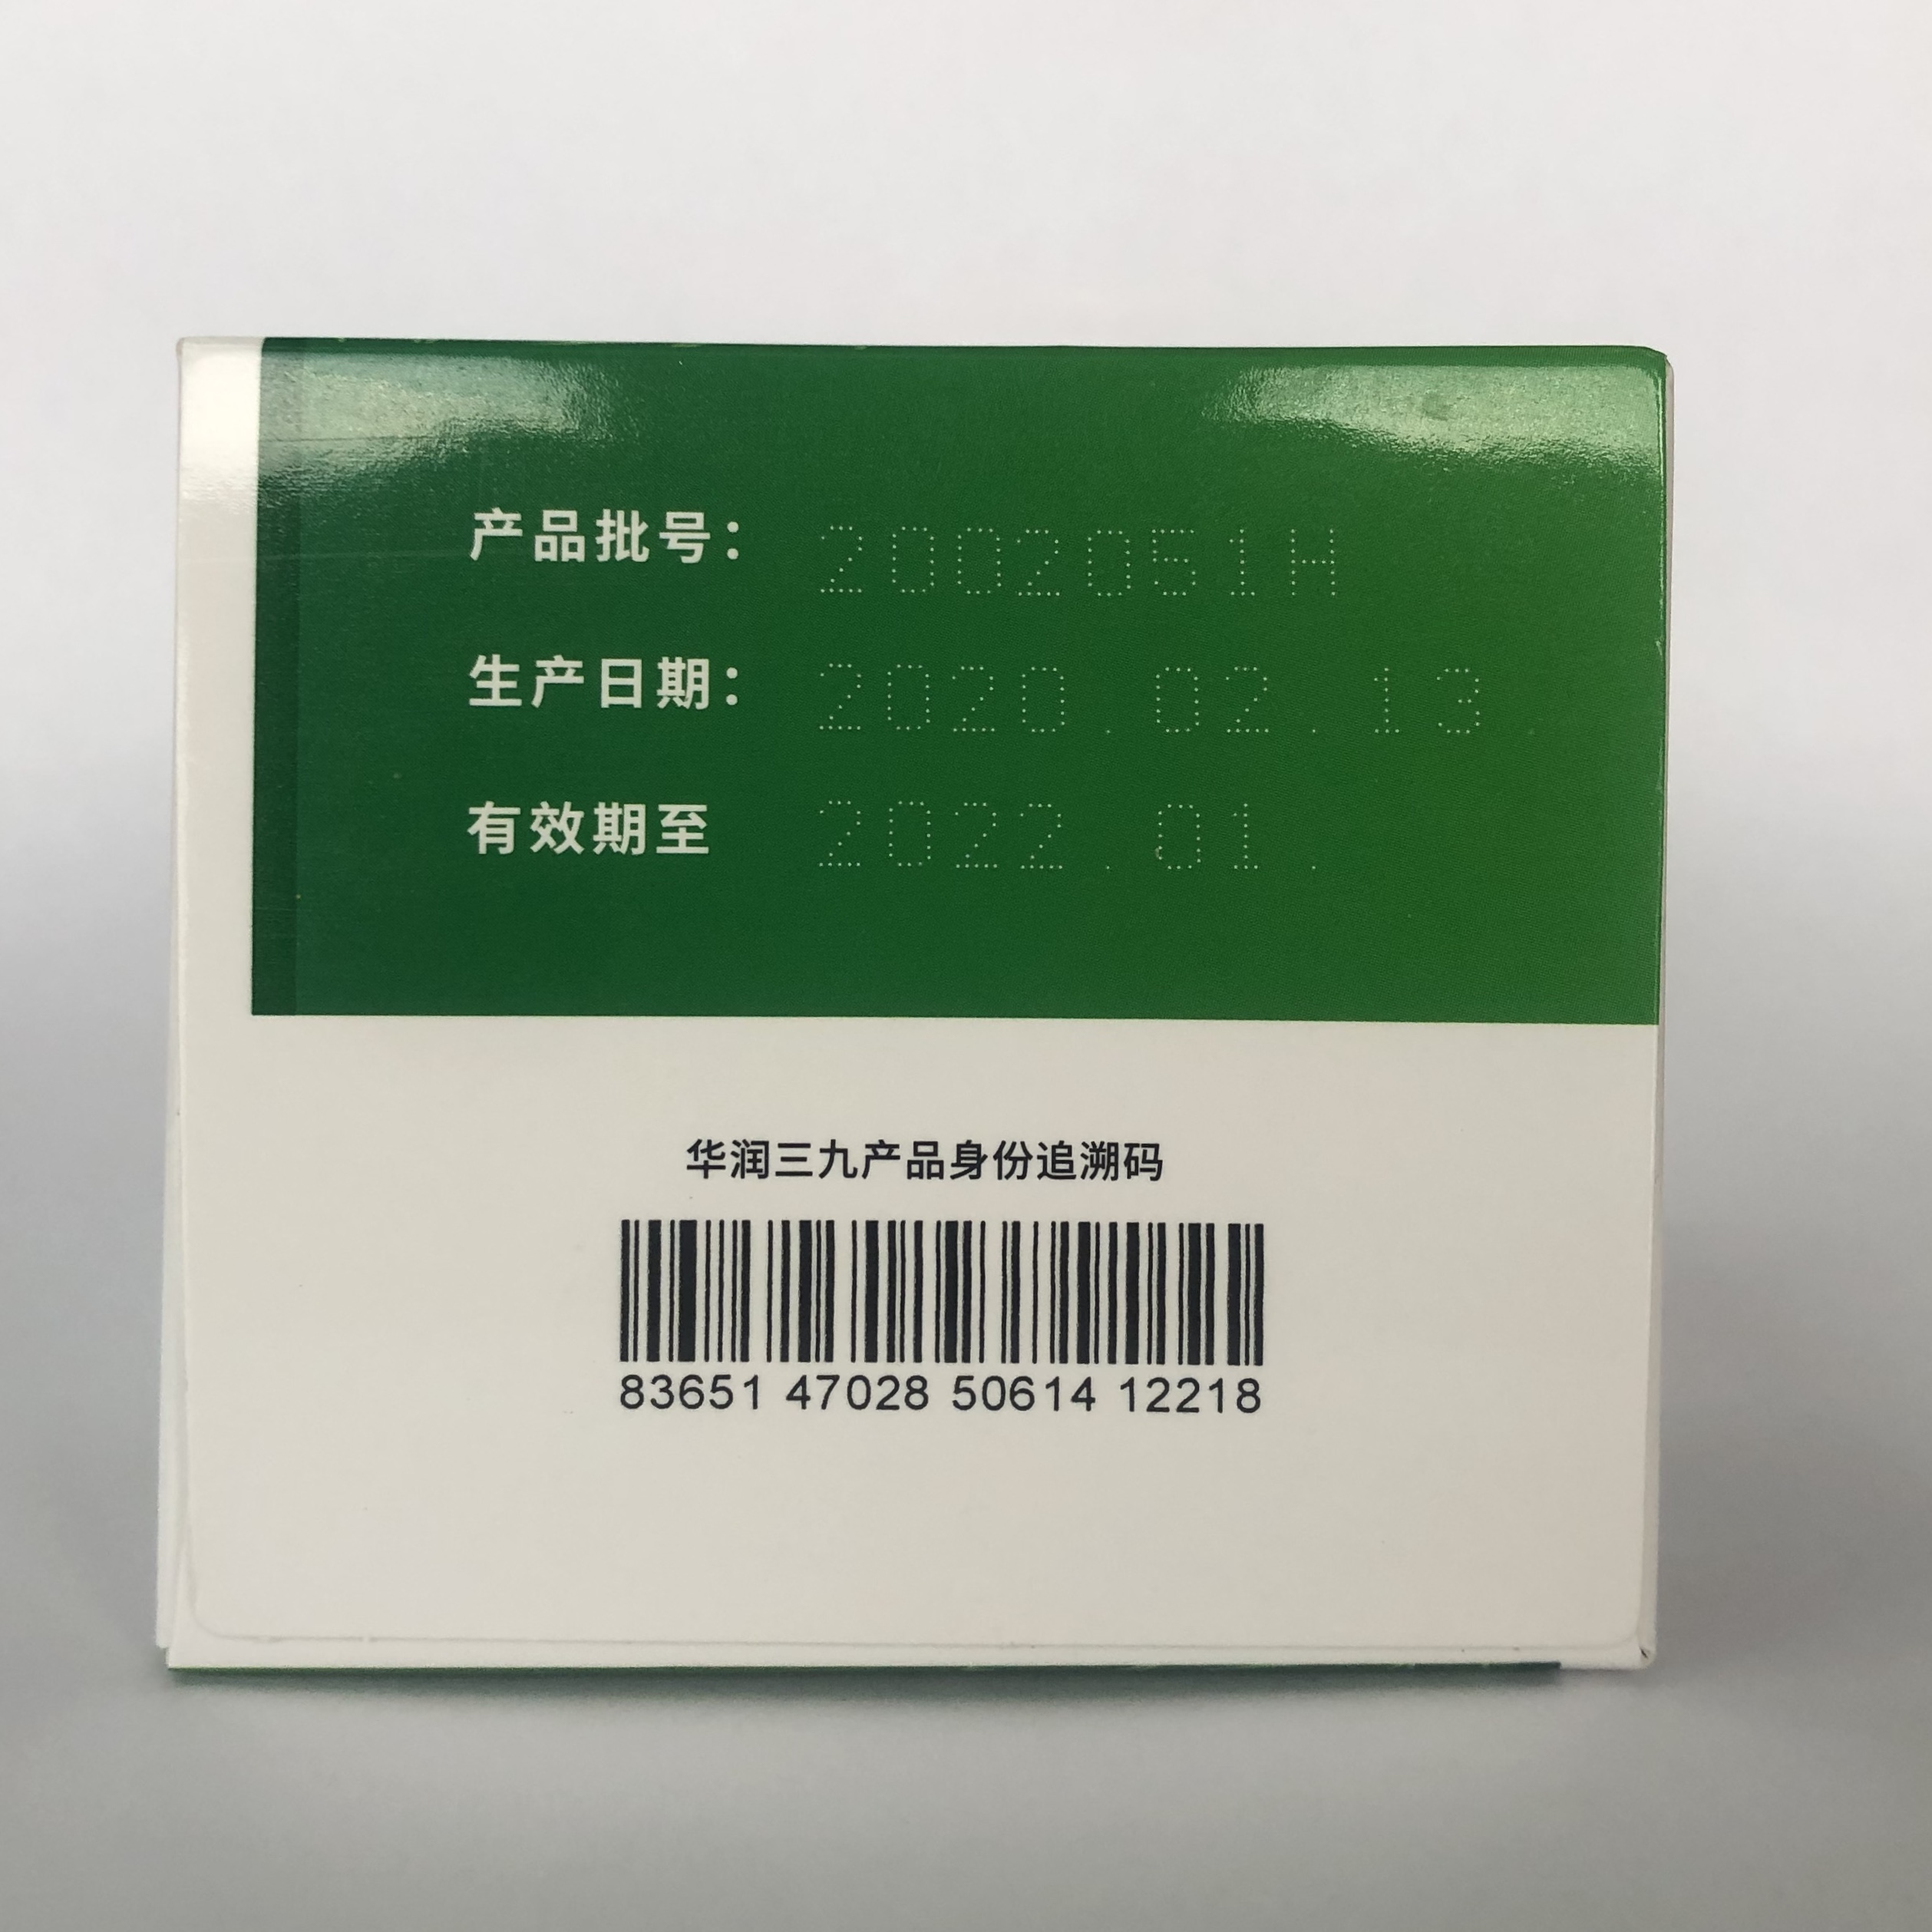 产品批号： 2002051H
生产日期： 2020.02.13.
有效期至 2022.01.
华润三九产品身份追溯码
83651 47028 50614 12218